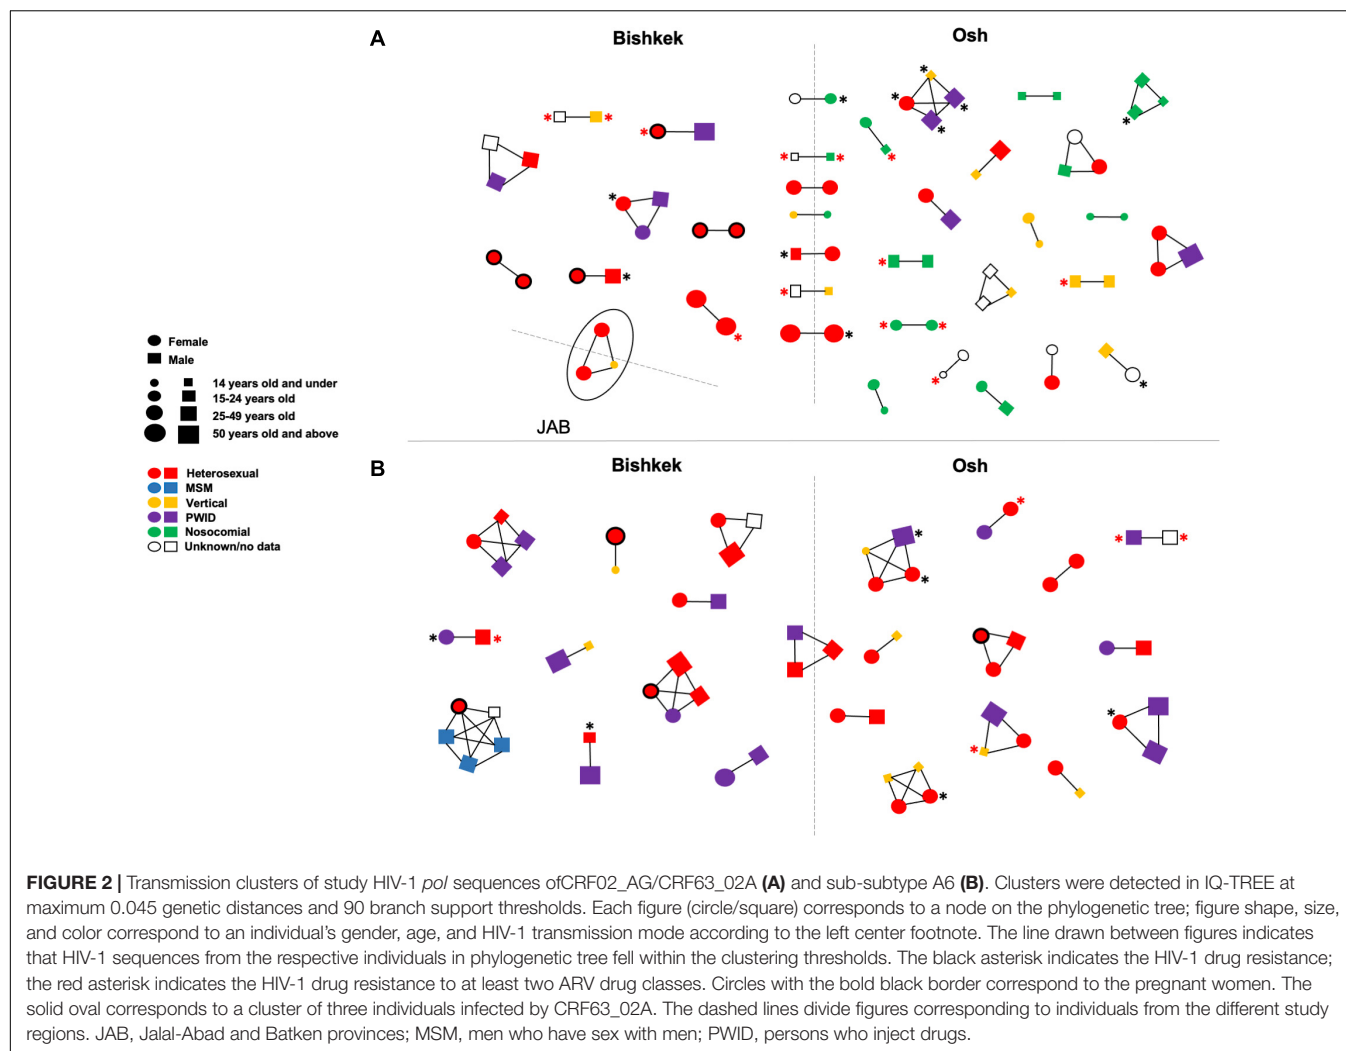 A
Bishkek
Osh
Female
Male
14 years old and under
15-24 years old
25-49 years old
50 years old and above
JAB
Heterosexual
MSM
Vertical
PWID
Nosocomial
Unknown/no data
B
Bishkek
Osh
FIGURE 2 | Transmission clusters of study HIV-1 pol sequences ofCRF02_AG/CRF63_02A (A) and sub-subtype A6 (B). Clusters were detected in IQ-TREE at
maximum 0.045 genetic distances and 90 branch support thresholds. Each figure (circle/square) corresponds to a node on the phylogenetic tree; figure shape, size,
and color correspond to an individual's gender, age, and HIV-1 transmission mode according to the left center footnote. The line drawn between figures indicates
that HIV-1 sequences from the respective individuals in phylogenetic tree fell within the clustering thresholds. The black asterisk indicates the HIV-1 drug resistance;
the red asterisk indicates the HIV-1 drug resistance to at least two ARV drug classes. Circles with the bold black border correspond to the pregnant women. The
solid oval corresponds to a cluster of three individuals infected by CRF63_02A. The dashed lines divide figures corresponding to individuals from the different study
regions. JAB, Jalal-Abad and Batken provinces; MSM, men who have sex with men; PWID, persons who inject drugs.